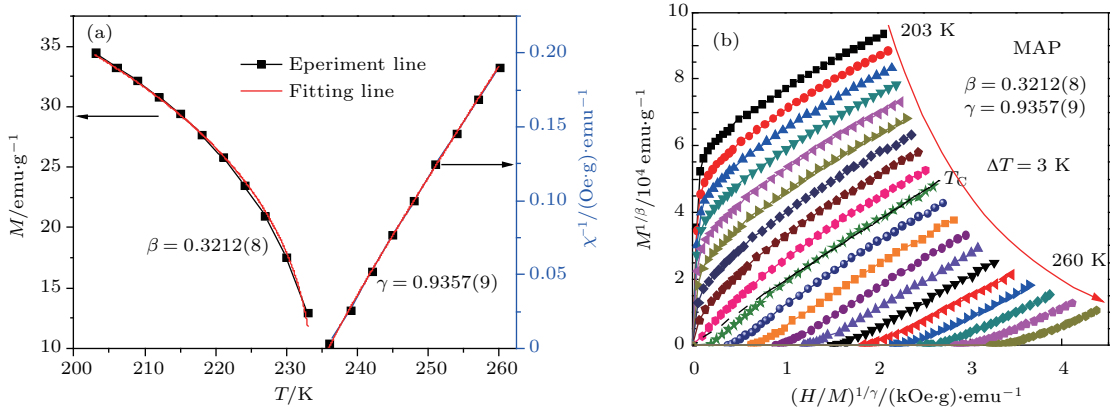 (a)
Eperiment line
Fitting line
β = 0.3212(8)
γ = 0.9357(9)
M/emu·g⁻¹
35
30
25
20
15
10
χ⁻¹/(Oe·g)·emu⁻¹
0.20
0.15
0.10
0.05
0
200 210 220 230 240 250 260
T/K
(b)
203 K
MAP
β = 0.3212(8)
γ = 0.9357(9)
ΔT = 3 K
T_C
260 K
M^{1/β}/10⁴ emu·g⁻¹
10
8
6
4
2
0
0 1 2 3 4
(H/M)^{1/γ}/(kOe·g)·emu⁻¹